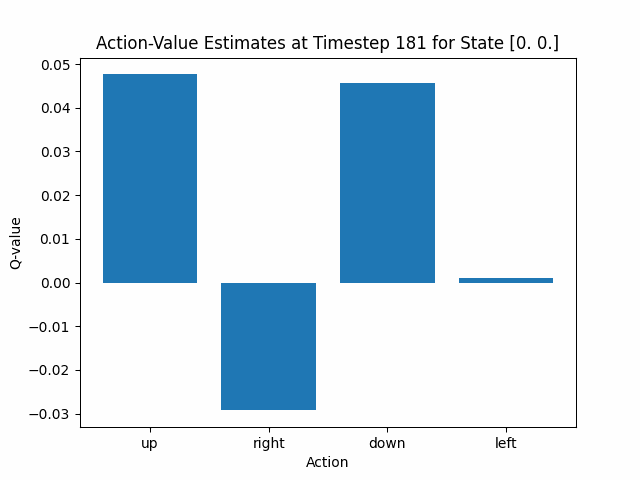 Action-Value Estimates at Timestep 181 for State [0. 0.]
0.05
0.04
0.03
0.02
0.01
0.00
−0.01
−0.02
−0.03
Q-value
up right down left
Action